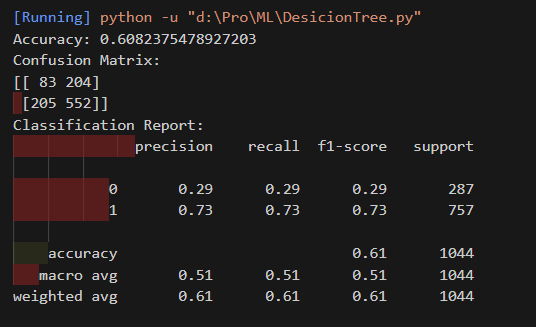 [Running] python -u "d:\Pro\ML\DesicionTree.py"
Accuracy: 0.6082375478927203
Confusion Matrix:
[[ 83 204]
 [205 552]]
Classification Report:
              precision    recall  f1-score   support

           0       0.29      0.29      0.29       287
           1       0.73      0.73      0.73       757

    accuracy                           0.61      1044
   macro avg       0.51      0.51      0.51      1044
weighted avg       0.61      0.61      0.61      1044